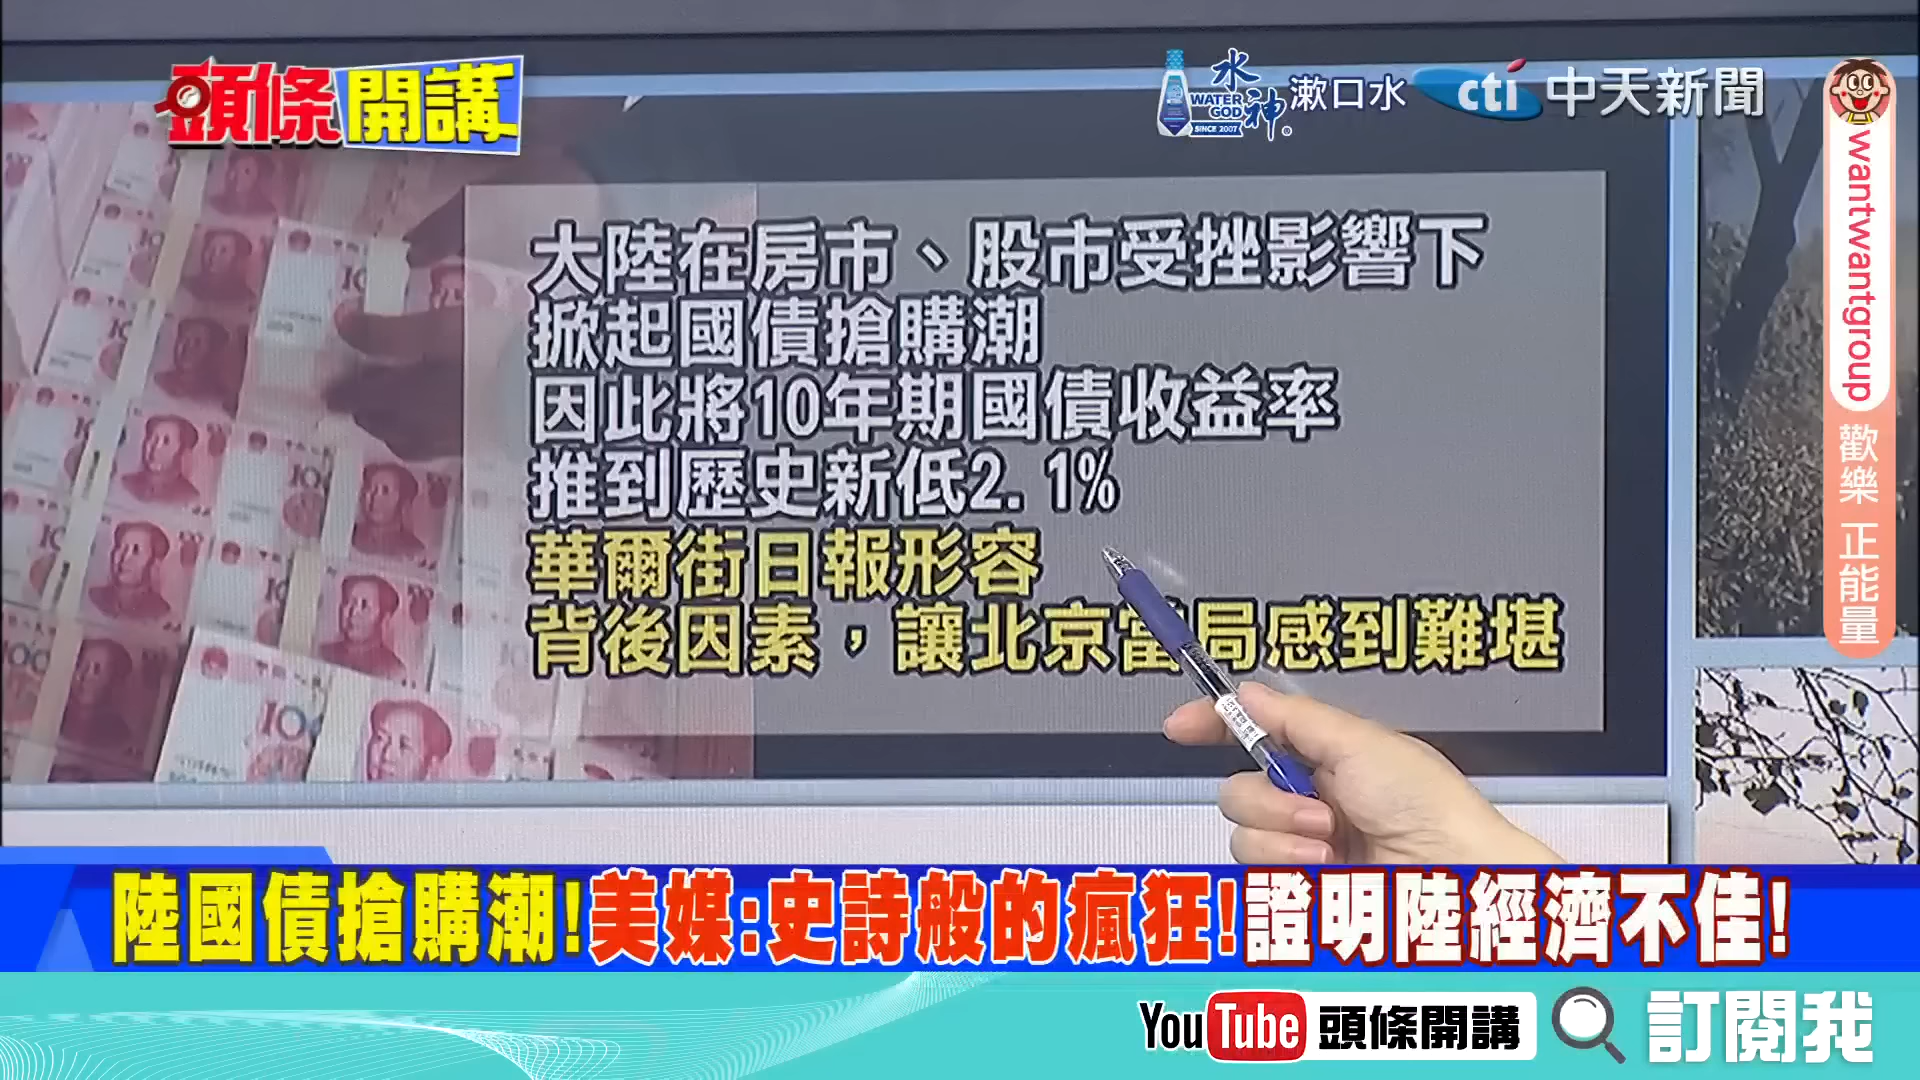 頭條開講
水神
WATER GOD
SINCE 2007
漱口水
cti 中天新聞
wantwantgroup
歡樂 正能量
大陸在房市、股市受挫影響下
掀起國債搶購潮
因此將10年期國債收益率
推到歷史新低2.1%
華爾街日報形容
背後因素，讓北京當局感到難堪
陸國債搶購潮!美媒:史詩般的瘋狂!證明陸經濟不佳!
YouTube 頭條開講 訂閱我